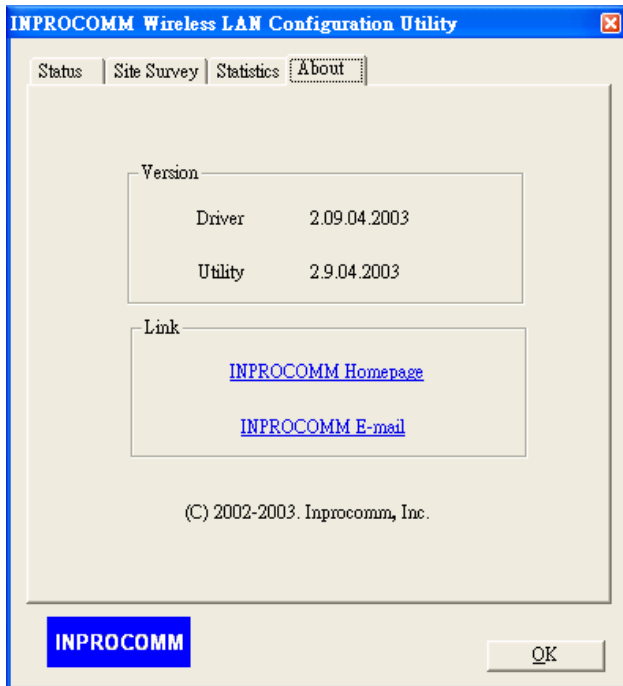 INPROCOMM Wireless LAN Configuration Utility
Status Site Survey Statistics About
Version
Driver 2.09.04.2003
Utility 2.9.04.2003
Link
INPROCOMM Homepage
INPROCOMM E-mail
(C) 2002-2003. Inprocomm, Inc.
INPROCOMM
OK